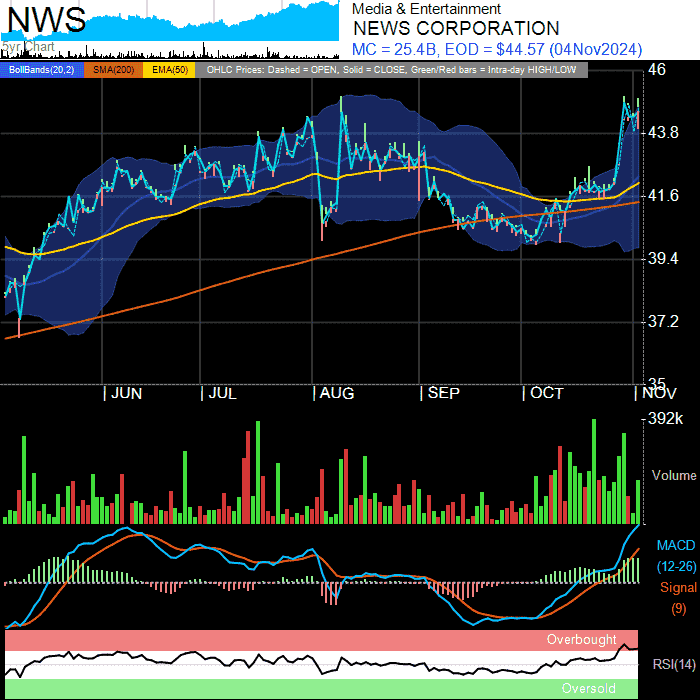 NWS
5yr Chart
Media & Entertainment
NEWS CORPORATION
MC = 25.4B, EOD = $44.57 (04Nov2024)
BollBands(20,2) SMA(200) EMA(50) OHLC Prices: Dashed = OPEN, Solid = CLOSE, Green/Red bars = Intra-day HIGH/LOW
46
43.8
41.6
39.4
37.2
35
JUN JUL AUG SEP OCT NOV
392k
Volume
MACD
(12-26)
Signal
(9)
Overbought
RSI(14)
Oversold